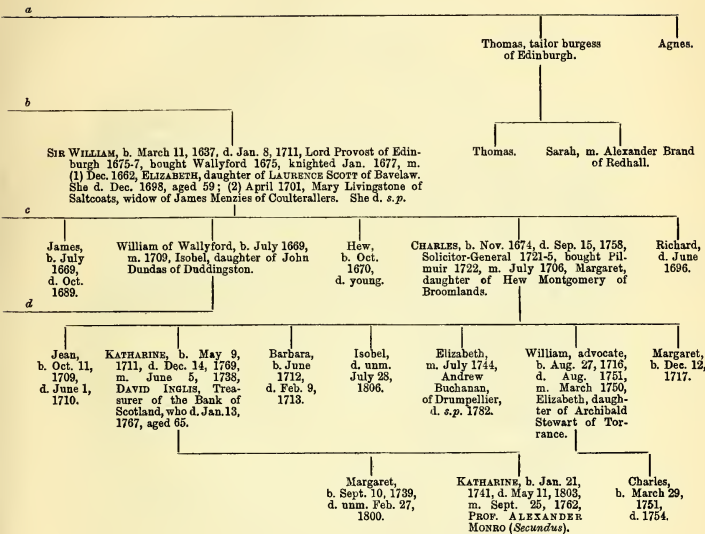 a
Thomas, tailor burgess
of Edinburgh.
Agnes.
b
SIR WILLIAM, b. March 11, 1637, d. Jan. 8, 1711, Lord Provost of Edin-
burgh 1675-7, bought Wallyford 1675, knighted Jan. 1677, m.
(1) Dec. 1662, ELIZABETH, daughter of LAURENCE SCOTT of Bavelaw.
She d. Dec. 1698, aged 59; (2) April 1701, Mary Livingstone of
Saltcoats, widow of James Menzies of Coulterallers. She d. s.p.
Thomas.
Sarah, m. Alexander Brand
of Redhall.
c
James,
b. July
1669,
d. Oct.
1689.
William of Wallyford, b. July 1669,
m. 1709, Isobel, daughter of John
Dundas of Duddingston.
Hew,
b. Oct.
1670,
d. young.
CHARLES, b. Nov. 1674, d. Sep. 15, 1758,
Solicitor-General 1721-5, bought Pil-
muir 1722, m. July 1706, Margaret,
daughter of Hew Montgomery of
Broomlands.
Richard,
d. June
1696.
d
Jean,
b. Oct. 11,
1709,
d. June 1,
1710.
KATHARINE, b. May 9,
1711, d. Dec. 14, 1769,
m. June 5, 1738,
DAVID INGLIS, Trea-
surer of the Bank of
Scotland, who d. Jan. 13,
1767, aged 65.
Barbara,
b. June
1712,
d. Feb. 9,
1713.
Isobel,
d. unm.
July 28,
1806.
Elizabeth,
m. July 1744,
Andrew
Buchanan,
of Drumpellier,
d. s.p. 1782.
William, advocate,
b. Aug. 27, 1716,
d. Aug. 1751,
m. March 1750,
Elizabeth, daugh-
ter of Archibald
Stewart of Tor-
rance.
Margaret,
b. Dec. 12,
1717.
Margaret,
b. Sept. 10, 1739,
d. unm. Feb. 27,
1800.
KATHARINE, b. Jan. 21,
1741, d. May 11, 1803,
m. Sept. 25, 1762,
PROF. ALEXANDER
MONRO (Secundus).
Charles,
b. March 29,
1751,
d. 1754.